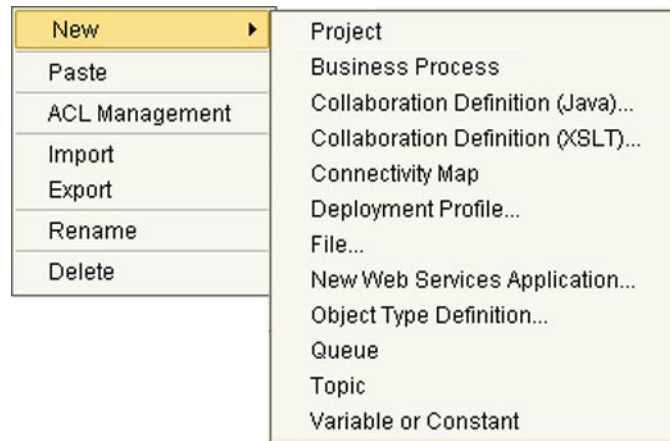 New
Paste
ACL Management
Import
Export
Rename
Delete
Project
Business Process
Collaboration Definition (Java)...
Collaboration Definition (XSLT)...
Connectivity Map
Deployment Profile...
File...
New Web Services Application...
Object Type Definition...
Queue
Topic
Variable or Constant